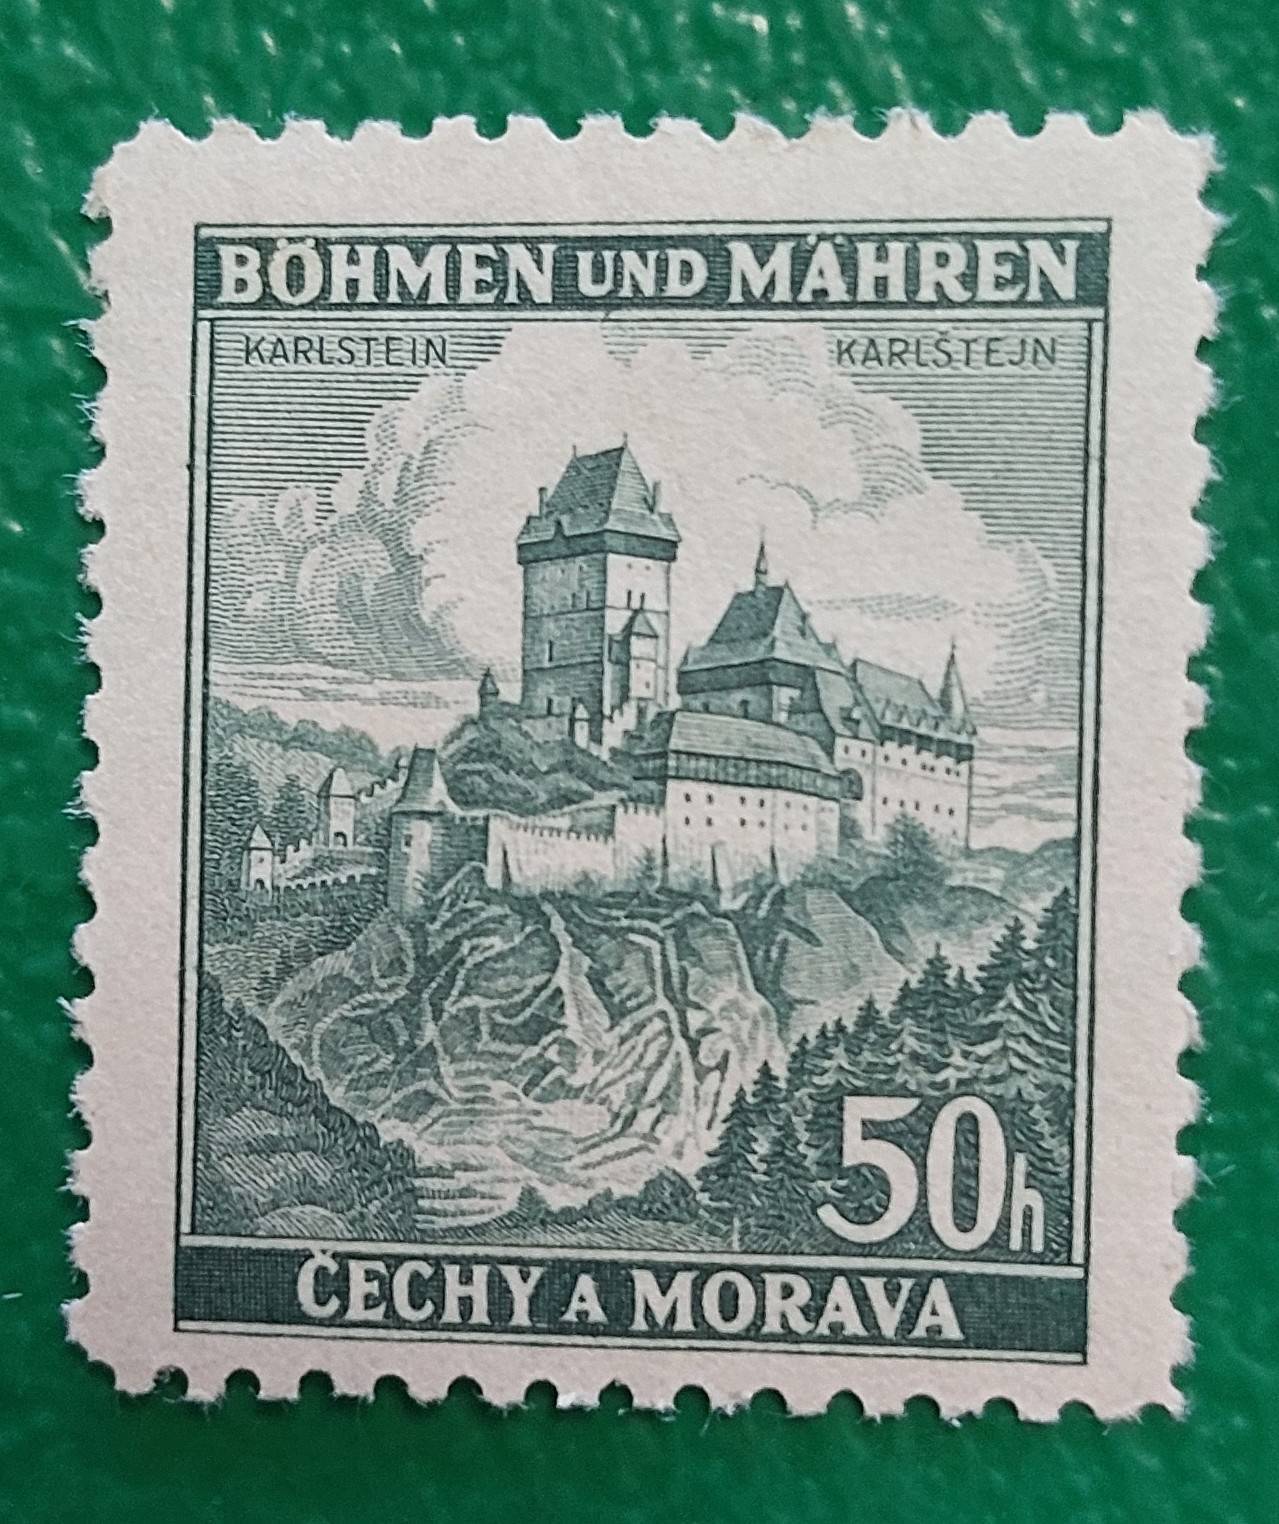 BÖHMEN UND MÄHREN
KARLSTEIN KARLŠTEJN
50h
ČECHY A MORAVA